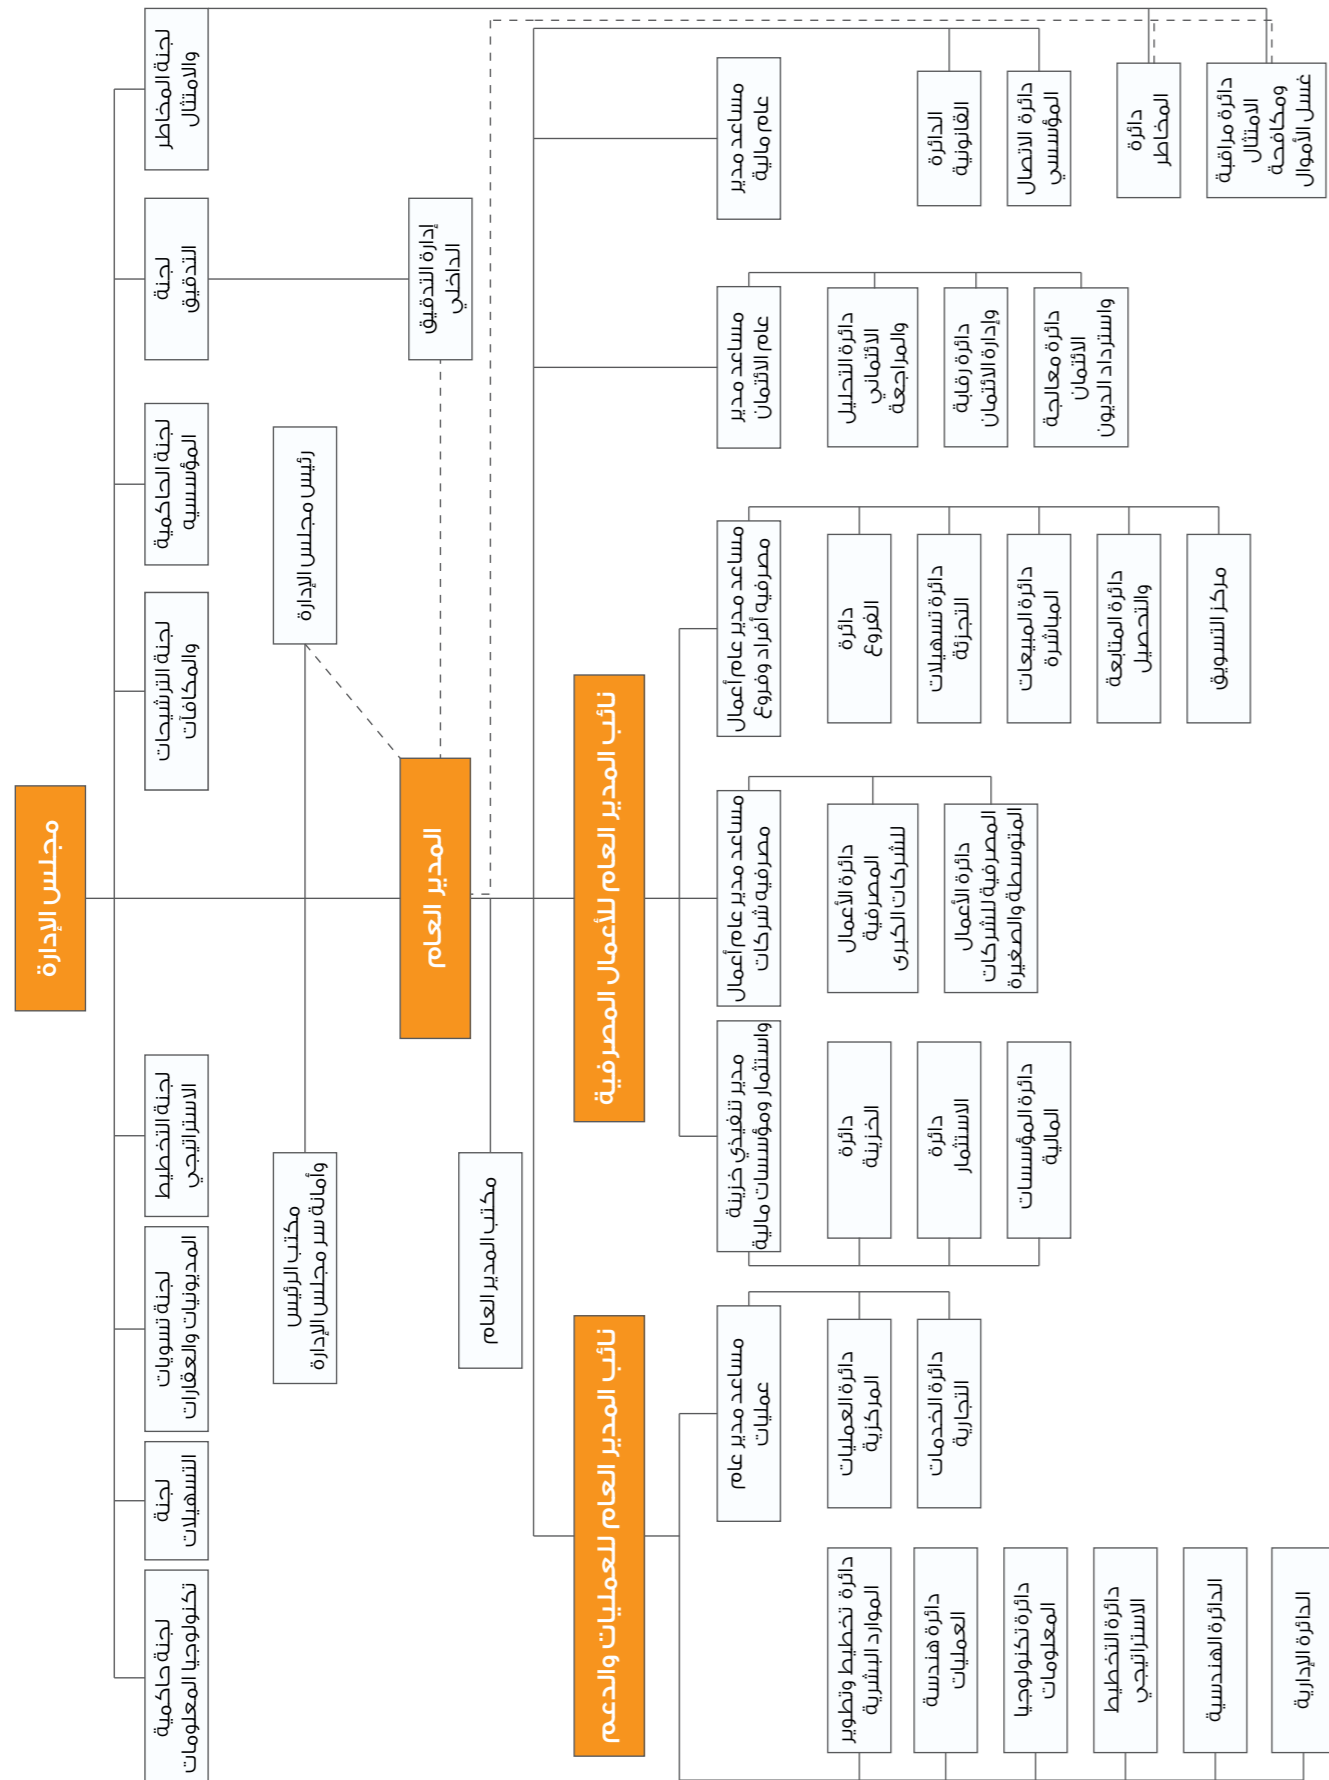 مجلس الإدارة
لجنة المخاطر
والامتثال
لجنة
التدقيق
لجنة الحاكمية
المؤسسيه
لجنة الترشيحات
والمكافآت
لجنة التخطيط
الاستراتيجي
لجنة تسويات
المديونيات والعقارات
لجنة
التسهيلات
لجنة حاكمية
تكنولوجيا المعلومات
رئيس مجلس الإدارة
مكتب الرئيس
وأمانة سر مجلس الإدارة
إدارة التدقيق
الداخلي
المدير العام
مكتب المدير العام
نائب المدير العام للأعمال المصرفية
نائب المدير العام للعمليات والدعم
مساعد مدير
عام مالية
الدائرة
القانونية
دائرة الاتصال
المؤسسي
دائرة
المخاطر
دائرة مراقبة
الامتثال
ومكافحة
غسل الأموال
مساعد مدير
عام الائتمان
دائرة التحليل
الائتماني
والمراجعة
دائرة رقابة
وإدارة الائتمان
دائرة معالجة
الائتمان
واسترداد الديون
مساعد مدير عام أعمال
مصرفيه أفراد وفروع
دائرة
الفروع
دائرة تسهيلات
التجزئة
دائرة المبيعات
المباشرة
دائرة المتابعة
والتحصيل
مركز التسويق
مساعد مدير عام أعمال
مصرفيه شركات
دائرة الأعمال
المصرفية
للشركات الكبرى
دائرة الأعمال
المصرفية للشركات
المتوسطة والصغيرة
مدير تنفيذي خزينة
واستثمار ومؤسسات مالية
دائرة
الخزينة
دائرة
الاستثمار
دائرة المؤسسات
المالية
مساعد مدير عام
عمليات
دائرة العمليات
المركزية
دائرة الخدمات
التجارية
دائرة تخطيط وتطوير
الموارد البشرية
دائرة هندسة
العمليات
دائرة تكنولوجيا
المعلومات
دائرة التخطيط
الاستراتيجي
الدائرة الهندسية
الدائرة الإدارية